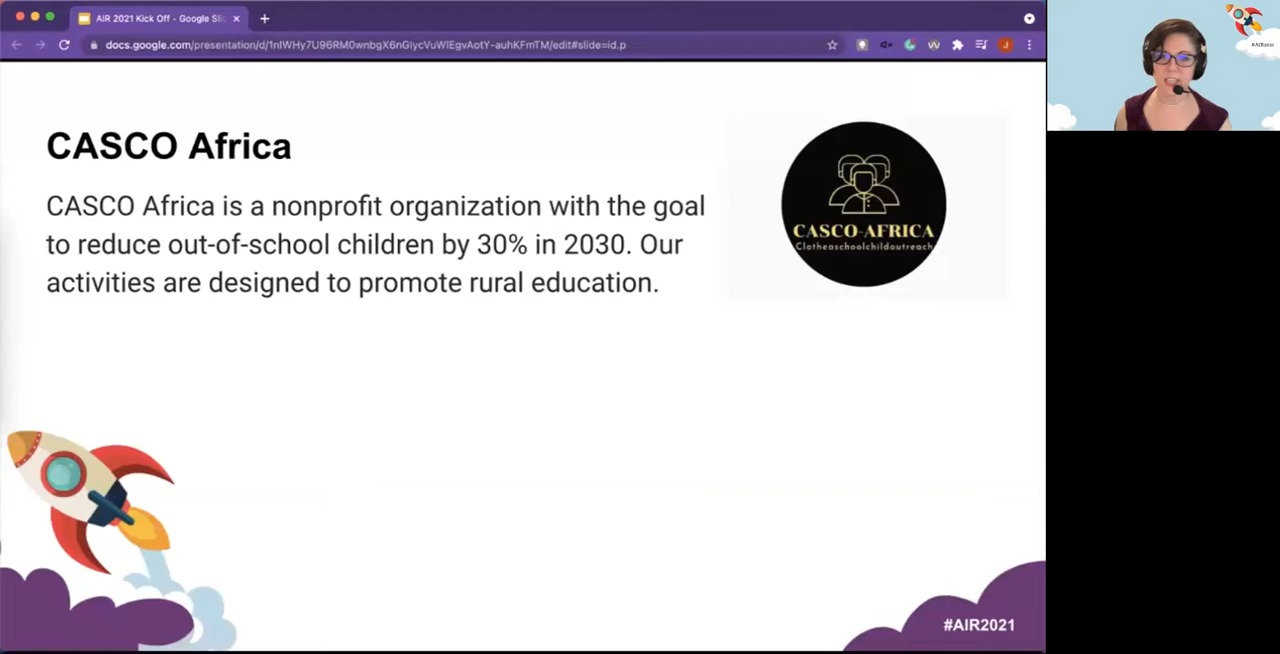 AIR 2021 Kick Off - Google Slid
docs.google.com/presentation/d/1nIWHy7U96RM0wnbgX6nGIycVuWlEgvAotY-auhKFmTM/edit#slide=id.p
J
CASCO Africa
CASCO Africa is a nonprofit organization with the goal
to reduce out-of-school children by 30% in 2030. Our
activities are designed to promote rural education.
CASCO-AFRICA
Clotheaschoolchildoutreach
#AIR2021